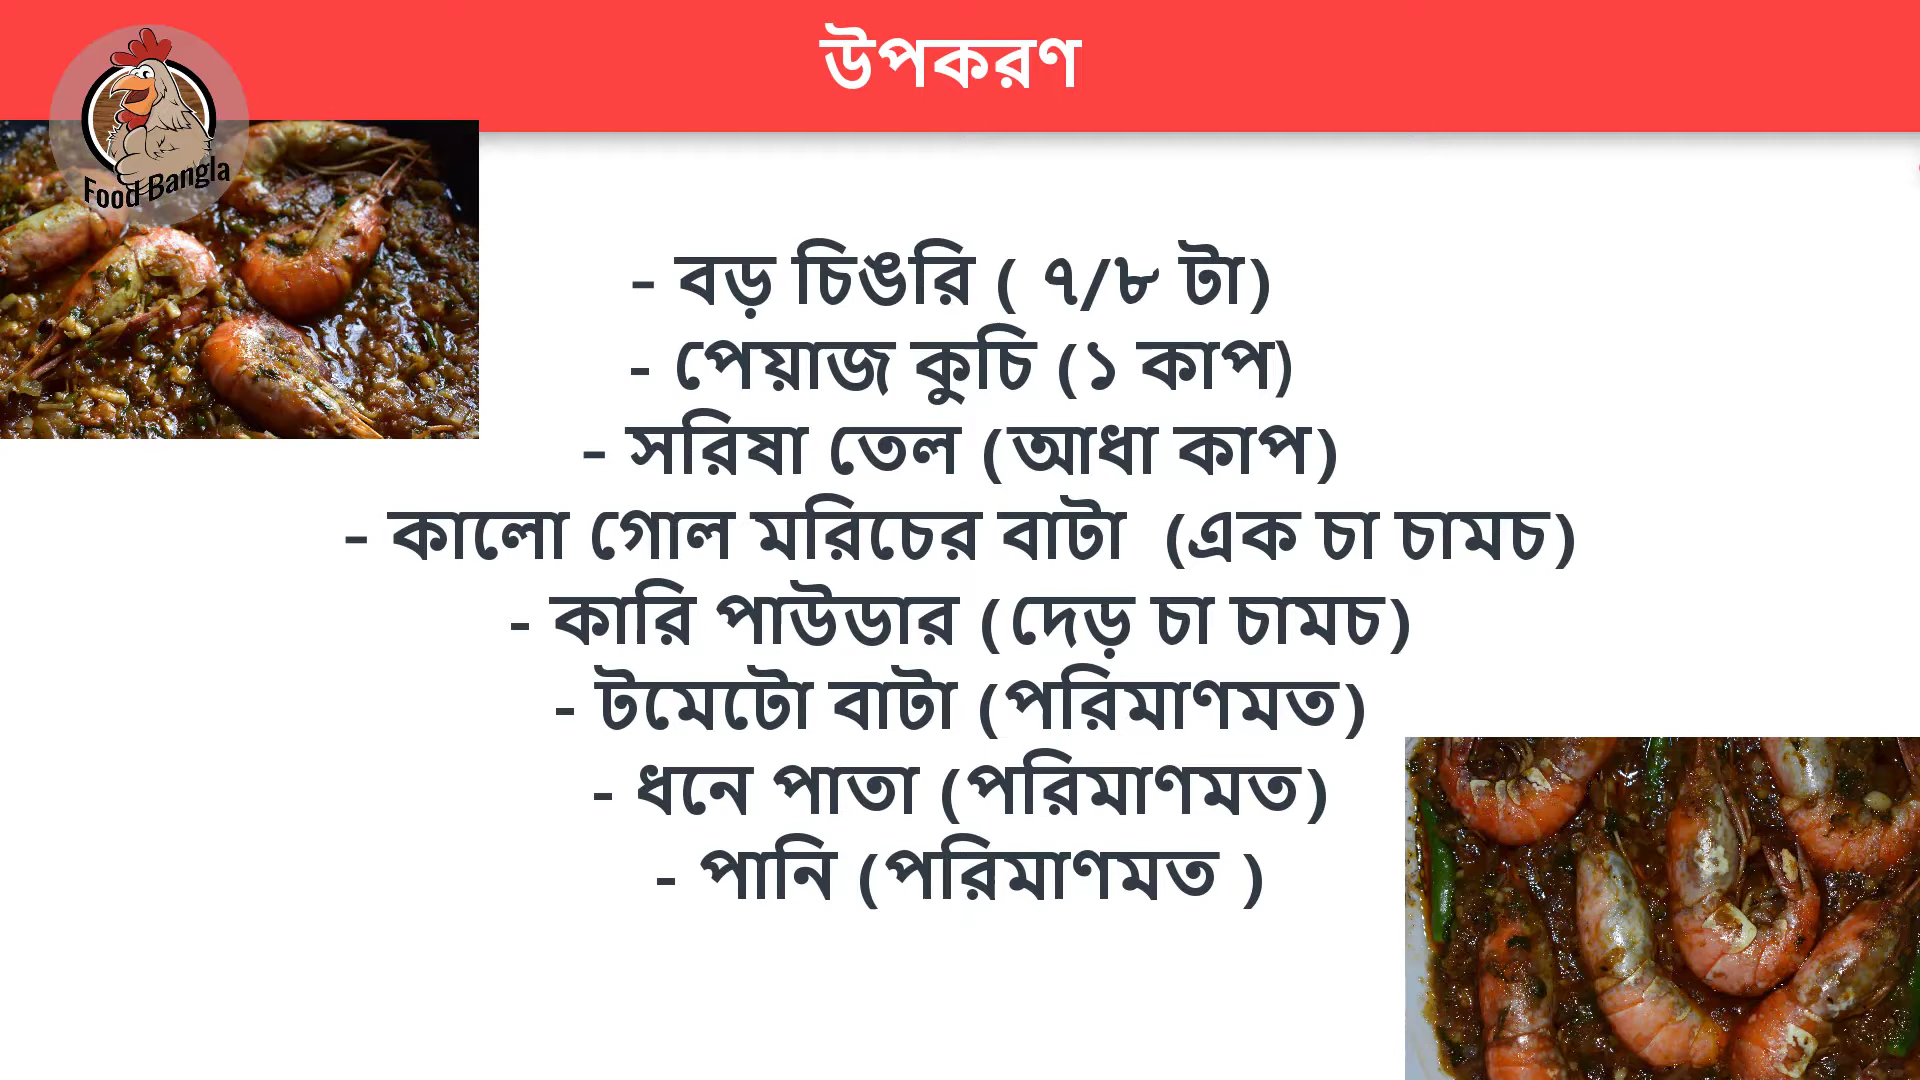 উপকরণ
Food Bangla
- বড় চিঙরি ( ৭/৮ টা)
- পেয়াজ কুচি (১ কাপ)
- সরিষা তেল (আধা কাপ)
- কালো গোল মরিচের বাটা (এক চা চামচ)
- কারি পাউডার (দেড় চা চামচ)
- টমেটো বাটা (পরিমাণমত)
- ধনে পাতা (পরিমাণমত)
- পানি (পরিমাণমত )